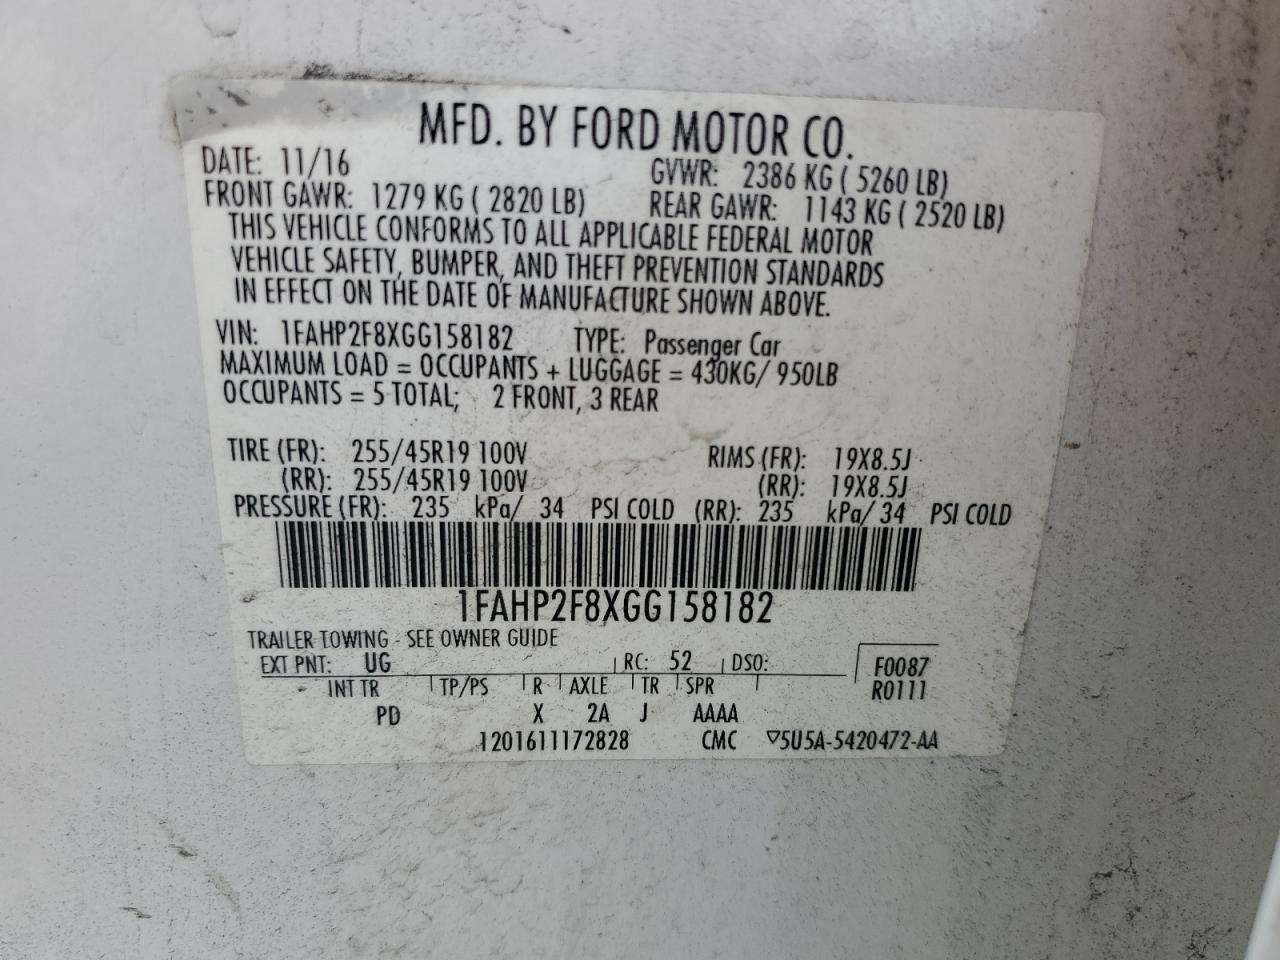 MFD. BY FORD MOTOR CO.
DATE: 11/16 GVWR: 2386 KG ( 5260 LB)
FRONT GAWR: 1279 KG ( 2820 LB) REAR GAWR: 1143 KG ( 2520 LB)
THIS VEHICLE CONFORMS TO ALL APPLICABLE FEDERAL MOTOR
VEHICLE SAFETY, BUMPER, AND THEFT PREVENTION STANDARDS
IN EFFECT ON THE DATE OF MANUFACTURE SHOWN ABOVE.
VIN: 1FAHP2F8XGG158182 TYPE: Passenger Car
MAXIMUM LOAD = OCCUPANTS + LUGGAGE = 430KG/ 950LB
OCCUPANTS = 5 TOTAL; 2 FRONT, 3 REAR
TIRE (FR): 255/45R19 100V RIMS (FR): 19X8.5J
(RR): 255/45R19 100V (RR): 19X8.5J
PRESSURE (FR): 235 kPa/ 34 PSI COLD (RR): 235 kPa/ 34 PSI COLD
1FAHP2F8XGG158182
TRAILER TOWING - SEE OWNER GUIDE
EXT PNT: UG RC: 52 DSO: F0087
INT TR TP/PS R AXLE TR SPR R0111
PD X 2A J AAAA
1201611172828 CMC ▽5U5A-5420472-AA